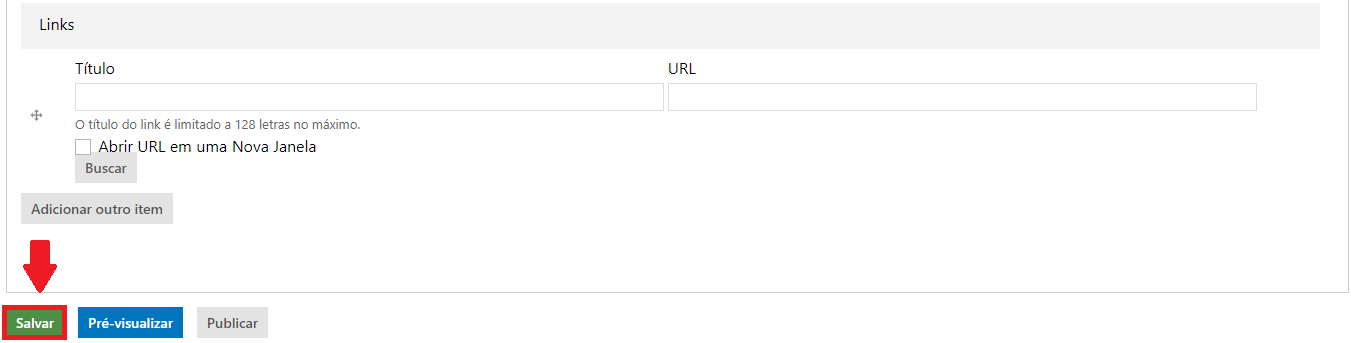 Links
Título URL
O título do link é limitado a 128 letras no máximo.
Abrir URL em uma Nova Janela
Buscar
Adicionar outro item
Salvar Pré-visualizar Publicar